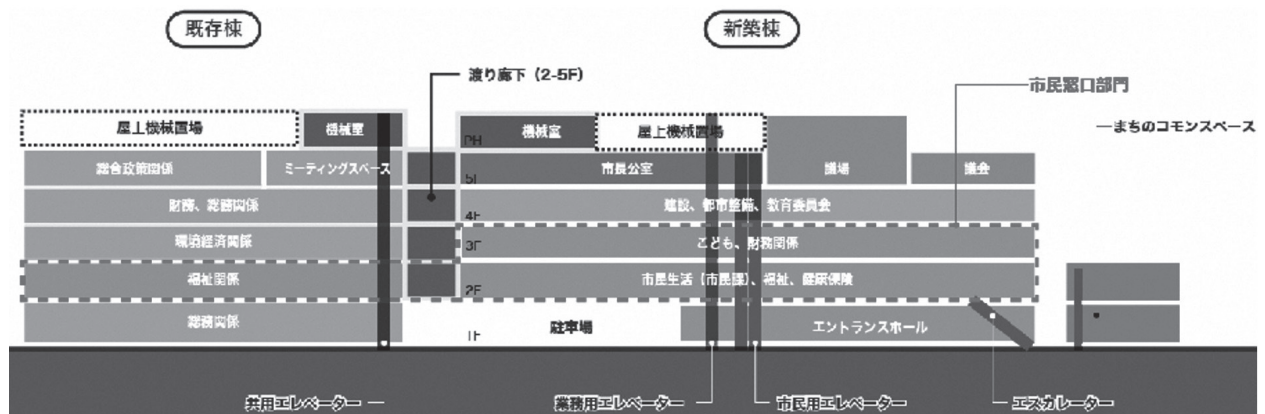 既存棟
新築棟
渡り廊下（2-5F）
市民窓口部門
屋上機械置場
機械室
PH
機械室
屋上機械置場
まちのコモンスペース
総合政策関係
ミーティングスペース
5F
市長公室
議場
議会
財務、総務関係
4F
建設、都市整備、教育委員会
環境経済関係
3F
こども、財務関係
福祉関係
2F
市民生活（市民課）、福祉、健康保険
総務関係
1F
駐車場
エントランスホール
共用エレベーター
業務用エレベーター
市民用エレベーター
エスカレーター